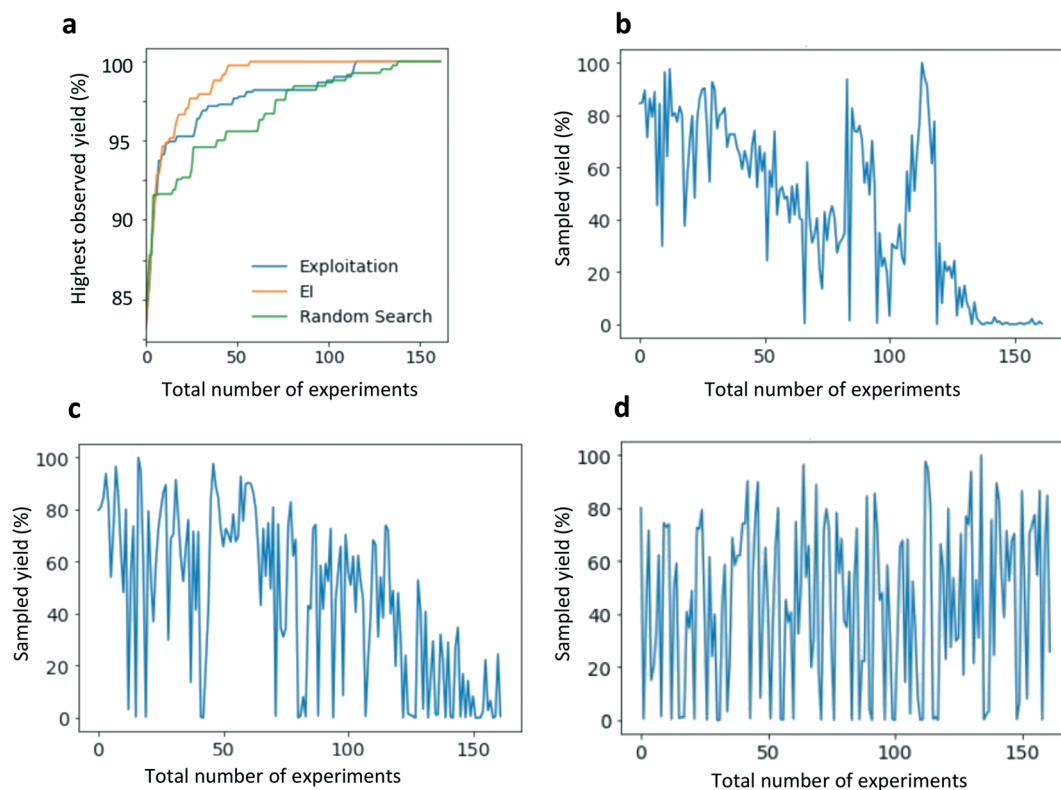 a
100
95
90
85
Highest observed yield (%)
Exploitation
EI
Random Search
0
50
100
150
Total number of experiments
b
100
80
60
40
20
0
Sampled yield (%)
0
50
100
150
Total number of experiments
c
100
80
60
40
20
0
Sampled yield (%)
0
50
100
150
Total number of experiments
d
100
80
60
40
20
0
Sampled yield (%)
0
50
100
150
Total number of experiments